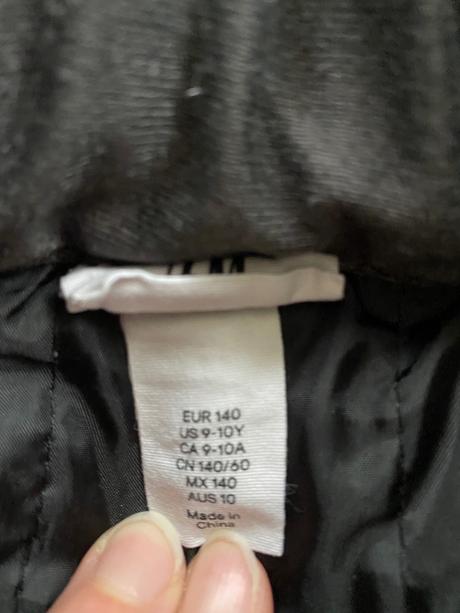 EUR 140
US 9-10Y
CA 9-10A
CN 140/60
MX 140
AUS 10
Made in
China